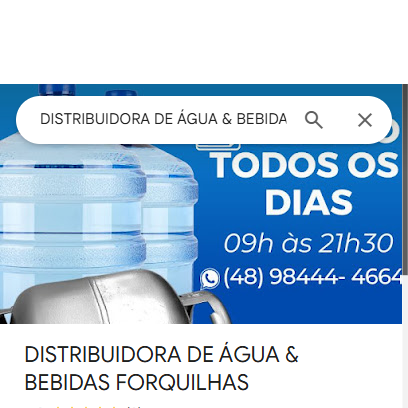 DISTRIBUIDORA DE ÁGUA & BEBIDA
TODOS OS
DIAS
09h às 21h30
(48) 98444- 4664
DISTRIBUIDORA DE ÁGUA &
BEBIDAS FORQUILHAS